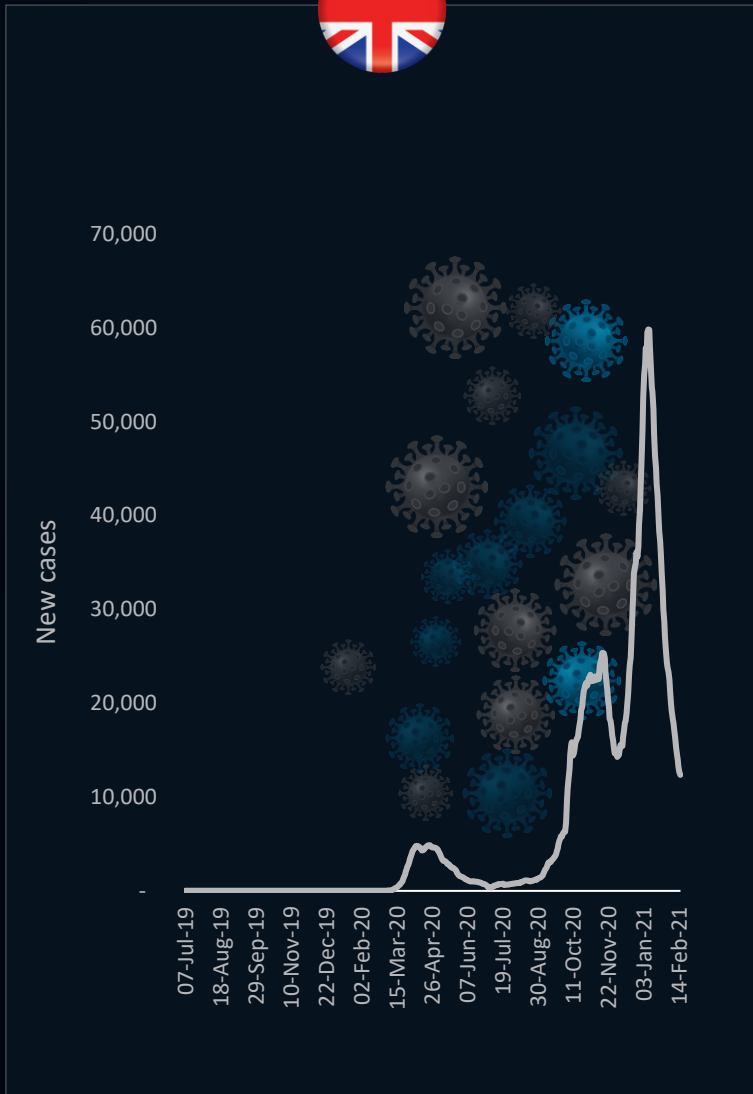 70,000
60,000
50,000
40,000
30,000
20,000
10,000
-
New cases
07-Jul-19
18-Aug-19
29-Sep-19
10-Nov-19
22-Dec-19
02-Feb-20
15-Mar-20
26-Apr-20
07-Jun-20
19-Jul-20
30-Aug-20
11-Oct-20
22-Nov-20
03-Jan-21
14-Feb-21